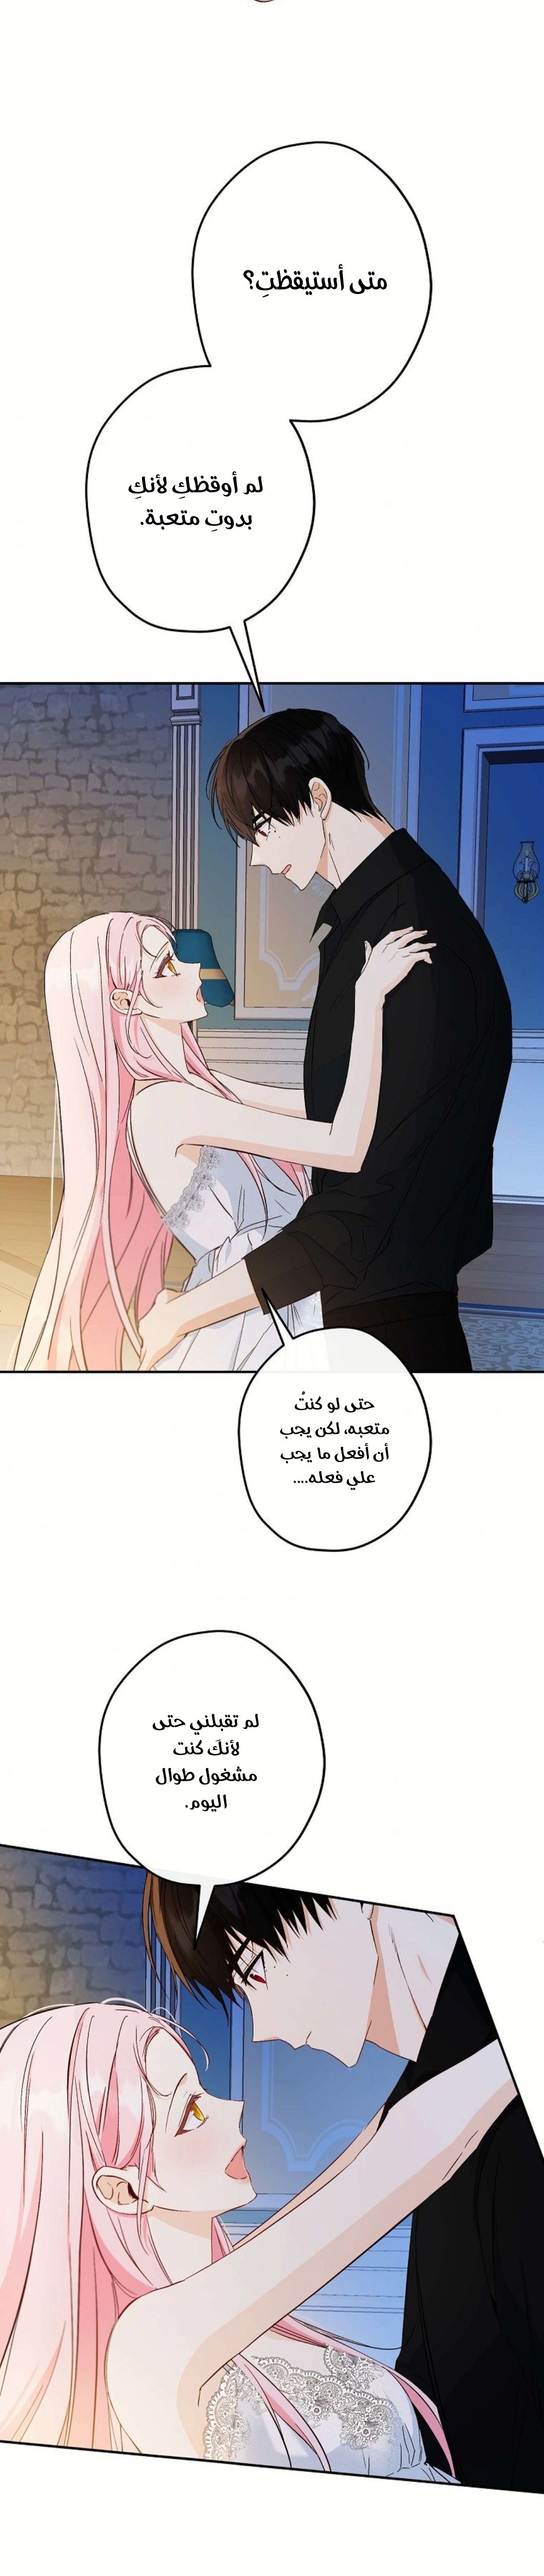 متى أستيقظتِ؟
لم أوقظكِ لأنكِ
بدوتِ متعبة.
حتى لو كنتُ
متعبه، لكن يجب
أن أفعل ما يجب
علي فعله....
لم تقبلني حتى
لأنكَ كنت
مشغول طوال
اليوم.